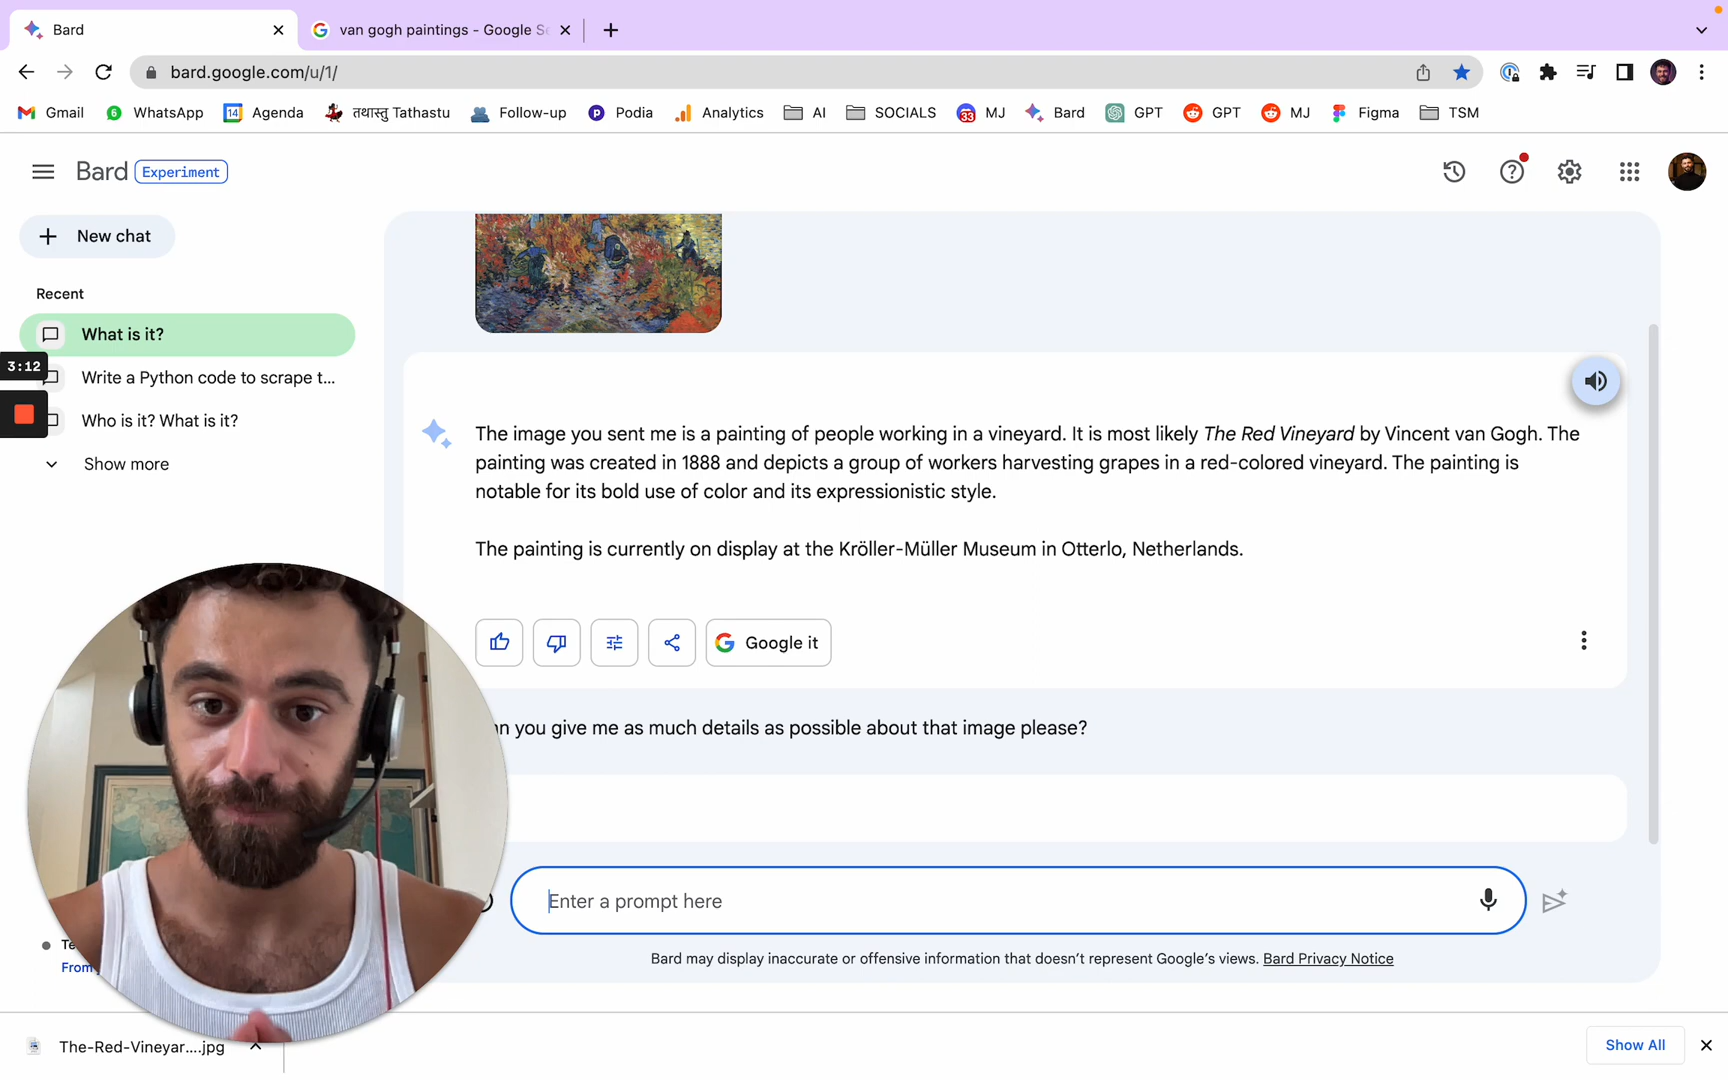 Bard
van gogh paintings - Google Se
bard.google.com/u/1/
Gmail
6
WhatsApp
14
Agenda
तथास्तु Tathastu
Follow-up
Podia
Analytics
AI
SOCIALS
33
MJ
Bard
GPT
GPT
MJ
Figma
TSM
Bard
Experiment
New chat
Recent
What is it?
3:12
Write a Python code to scrape t...
Who is it? What is it?
Show more
The image you sent me is a painting of people working in a vineyard. It is most likely The Red Vineyard by Vincent van Gogh. The
painting was created in 1888 and depicts a group of workers harvesting grapes in a red-colored vineyard. The painting is
notable for its bold use of color and its expressionistic style.
The painting is currently on display at the Kröller-Müller Museum in Otterlo, Netherlands.
Google it
n you give me as much details as possible about that image please?
Enter a prompt here
Bard may display inaccurate or offensive information that doesn't represent Google's views. Bard Privacy Notice
Te
From
The-Red-Vineyar....jpg
Show All